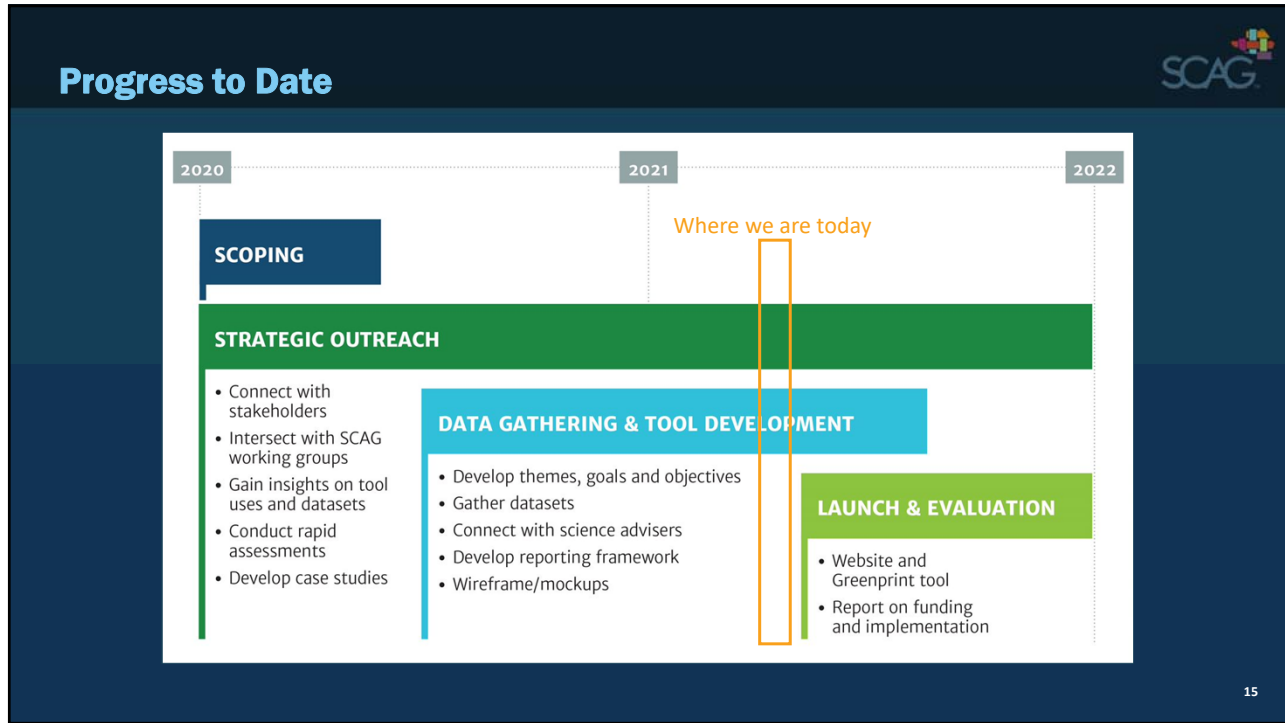 Progress to Date
SCAG
2020
2021
2022
Where we are today
SCOPING
STRATEGIC OUTREACH
• Connect with
stakeholders
• Intersect with SCAG
working groups
• Gain insights on tool
uses and datasets
• Conduct rapid
assessments
• Develop case studies
DATA GATHERING & TOOL DEVELOPMENT
• Develop themes, goals and objectives
• Gather datasets
• Connect with science advisers
• Develop reporting framework
• Wireframe/mockups
LAUNCH & EVALUATION
• Website and
Greenprint tool
• Report on funding
and implementation
15